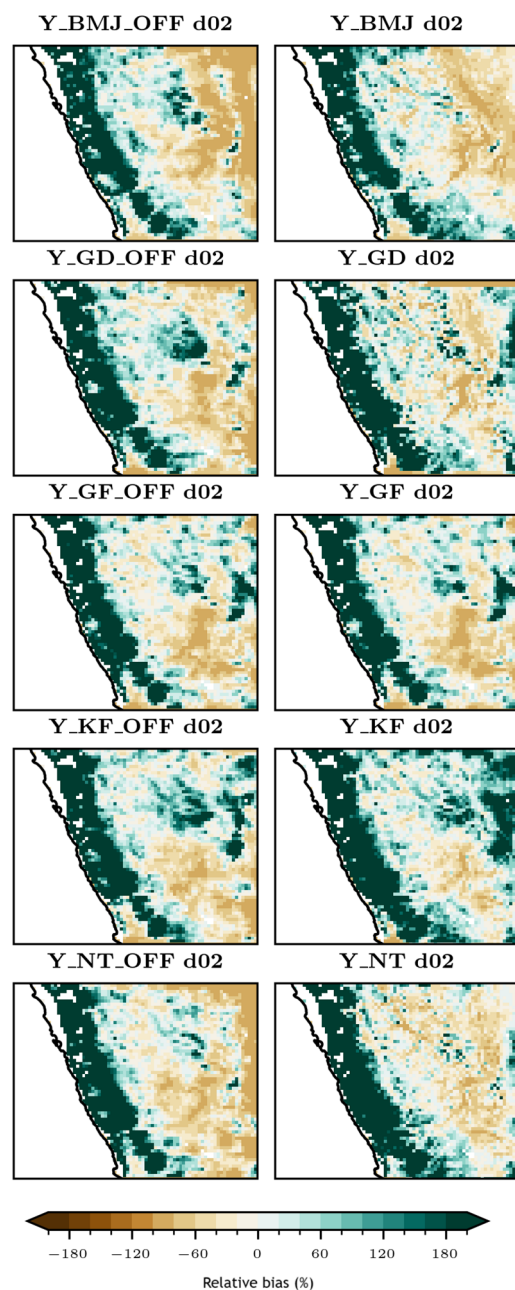 Y_BMJ_OFF d02 Y_BMJ d02
Y_GD_OFF d02 Y_GD d02
Y_GF_OFF d02 Y_GF d02
Y_KF_OFF d02 Y_KF d02
Y_NT_OFF d02 Y_NT d02
−180 −120 −60 0 60 120 180
Relative bias (%)